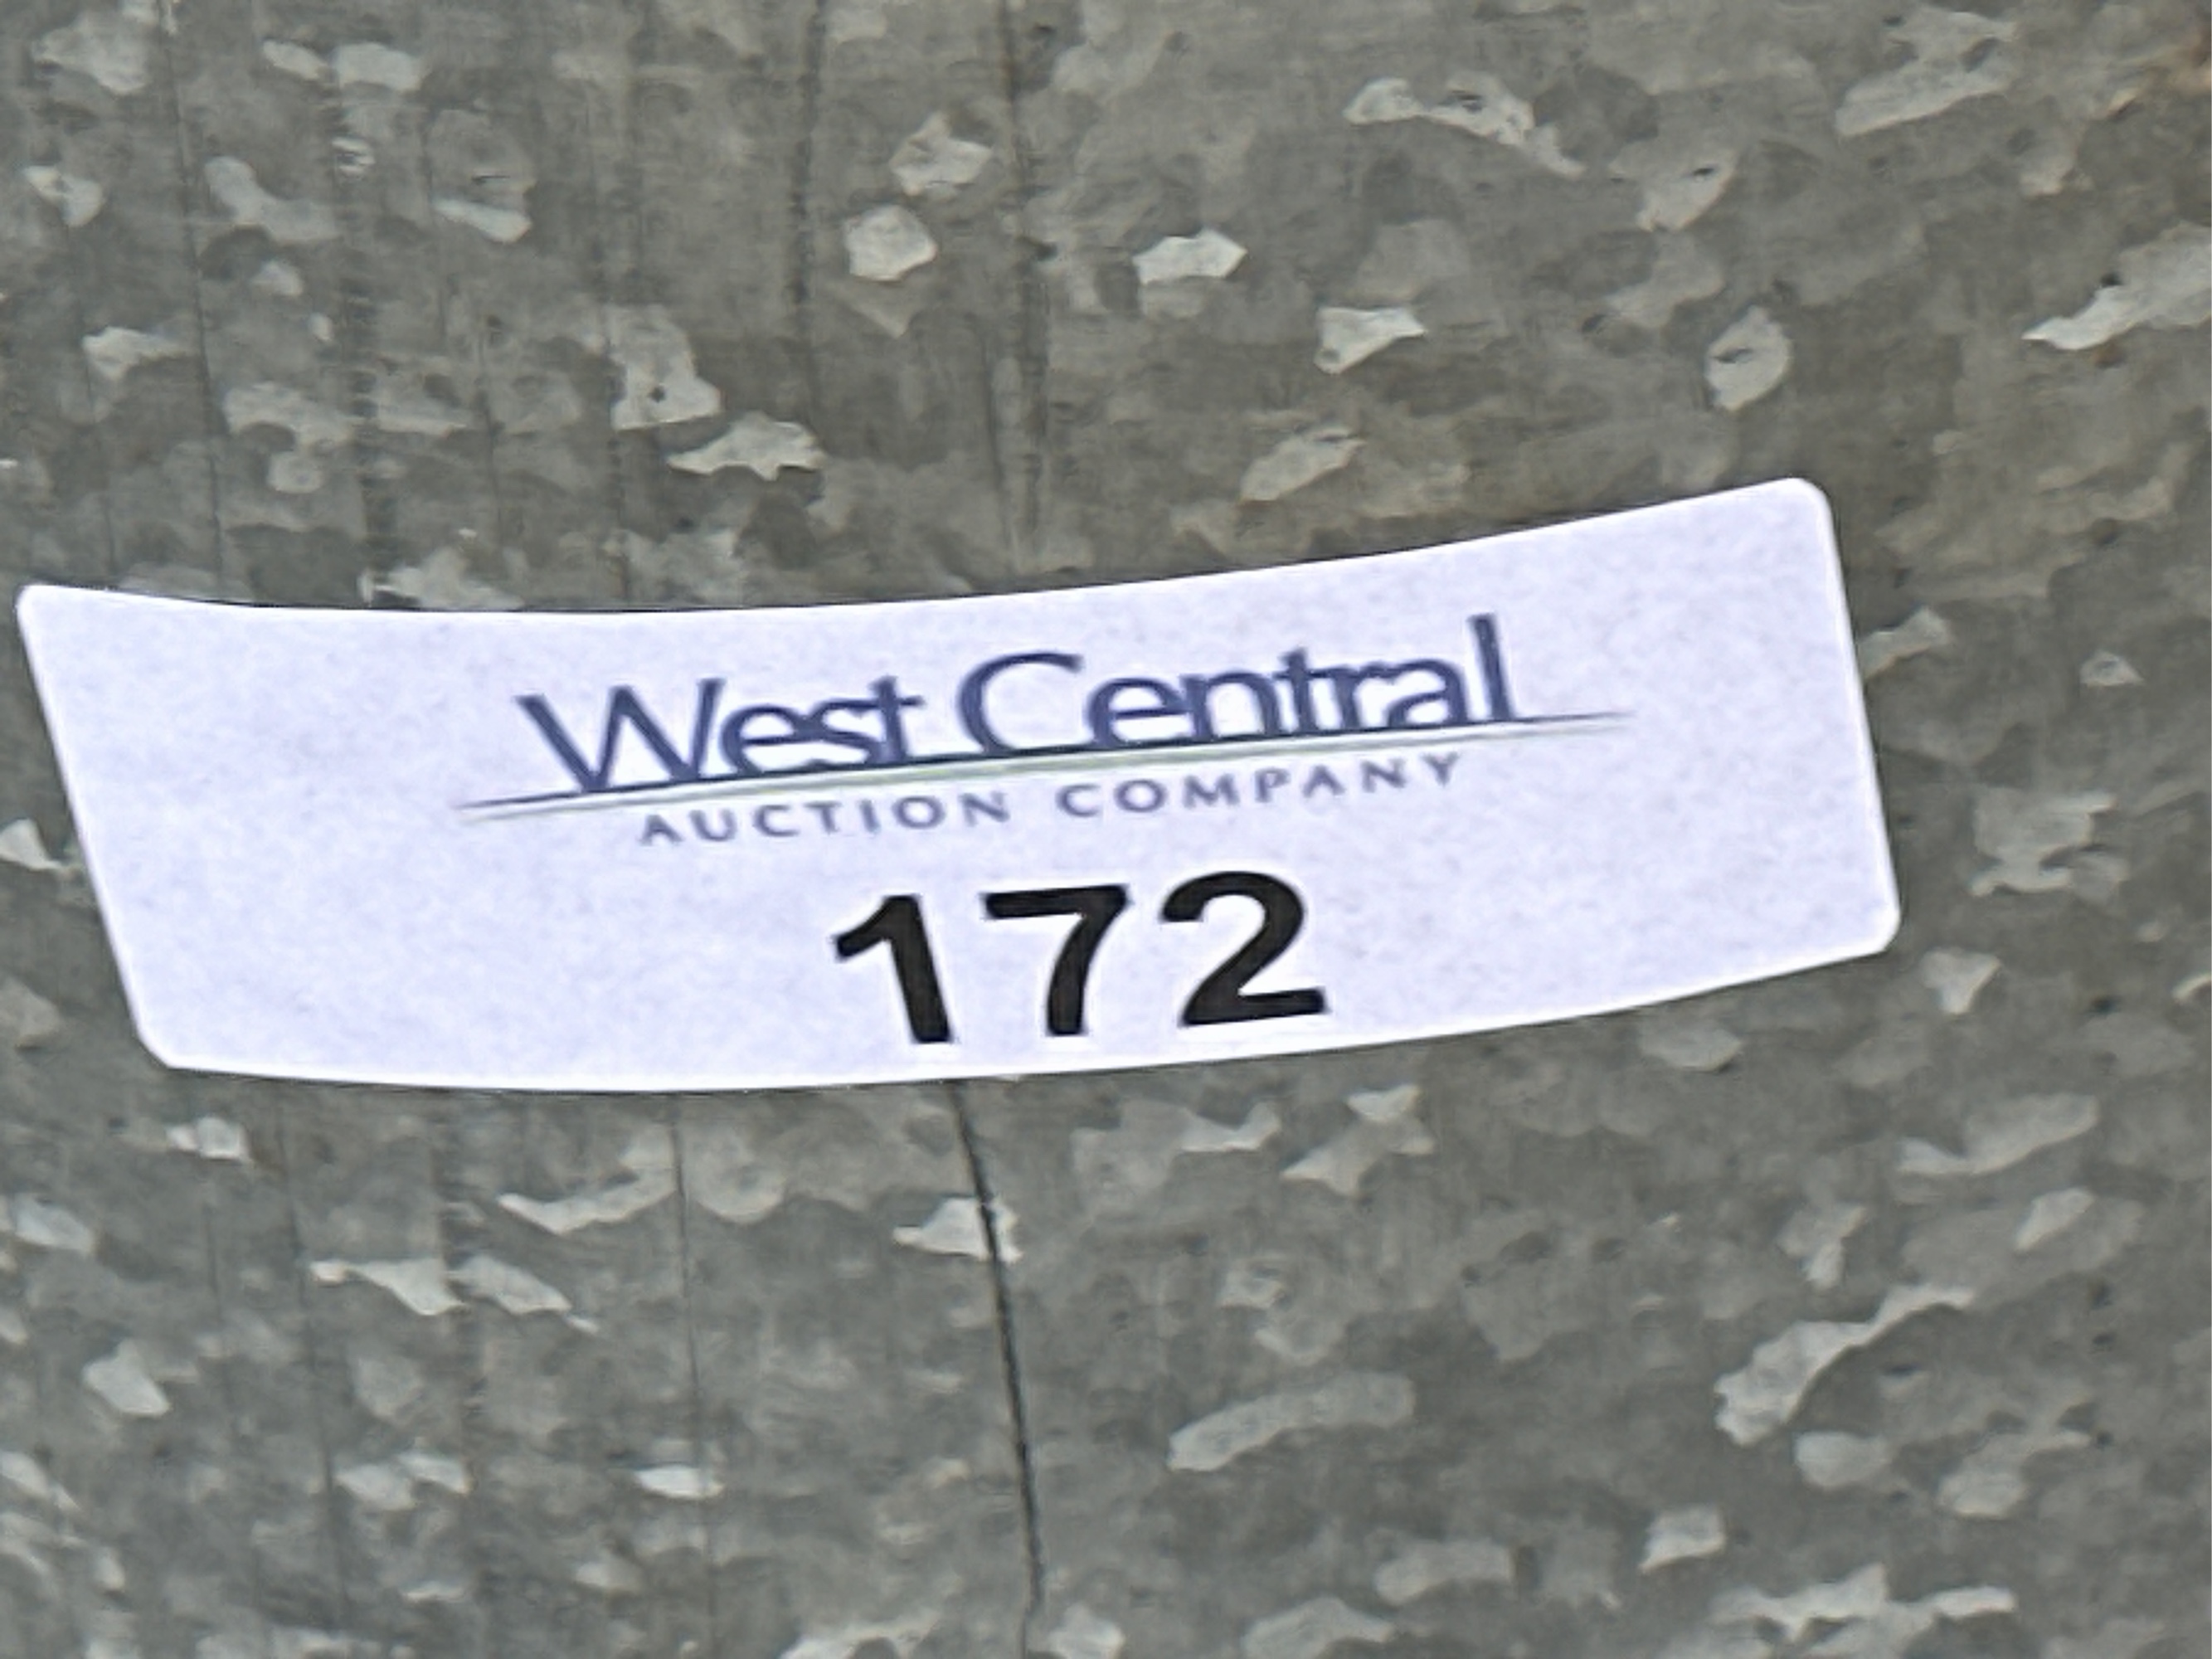 West Central
AUCTION COMPANY
172